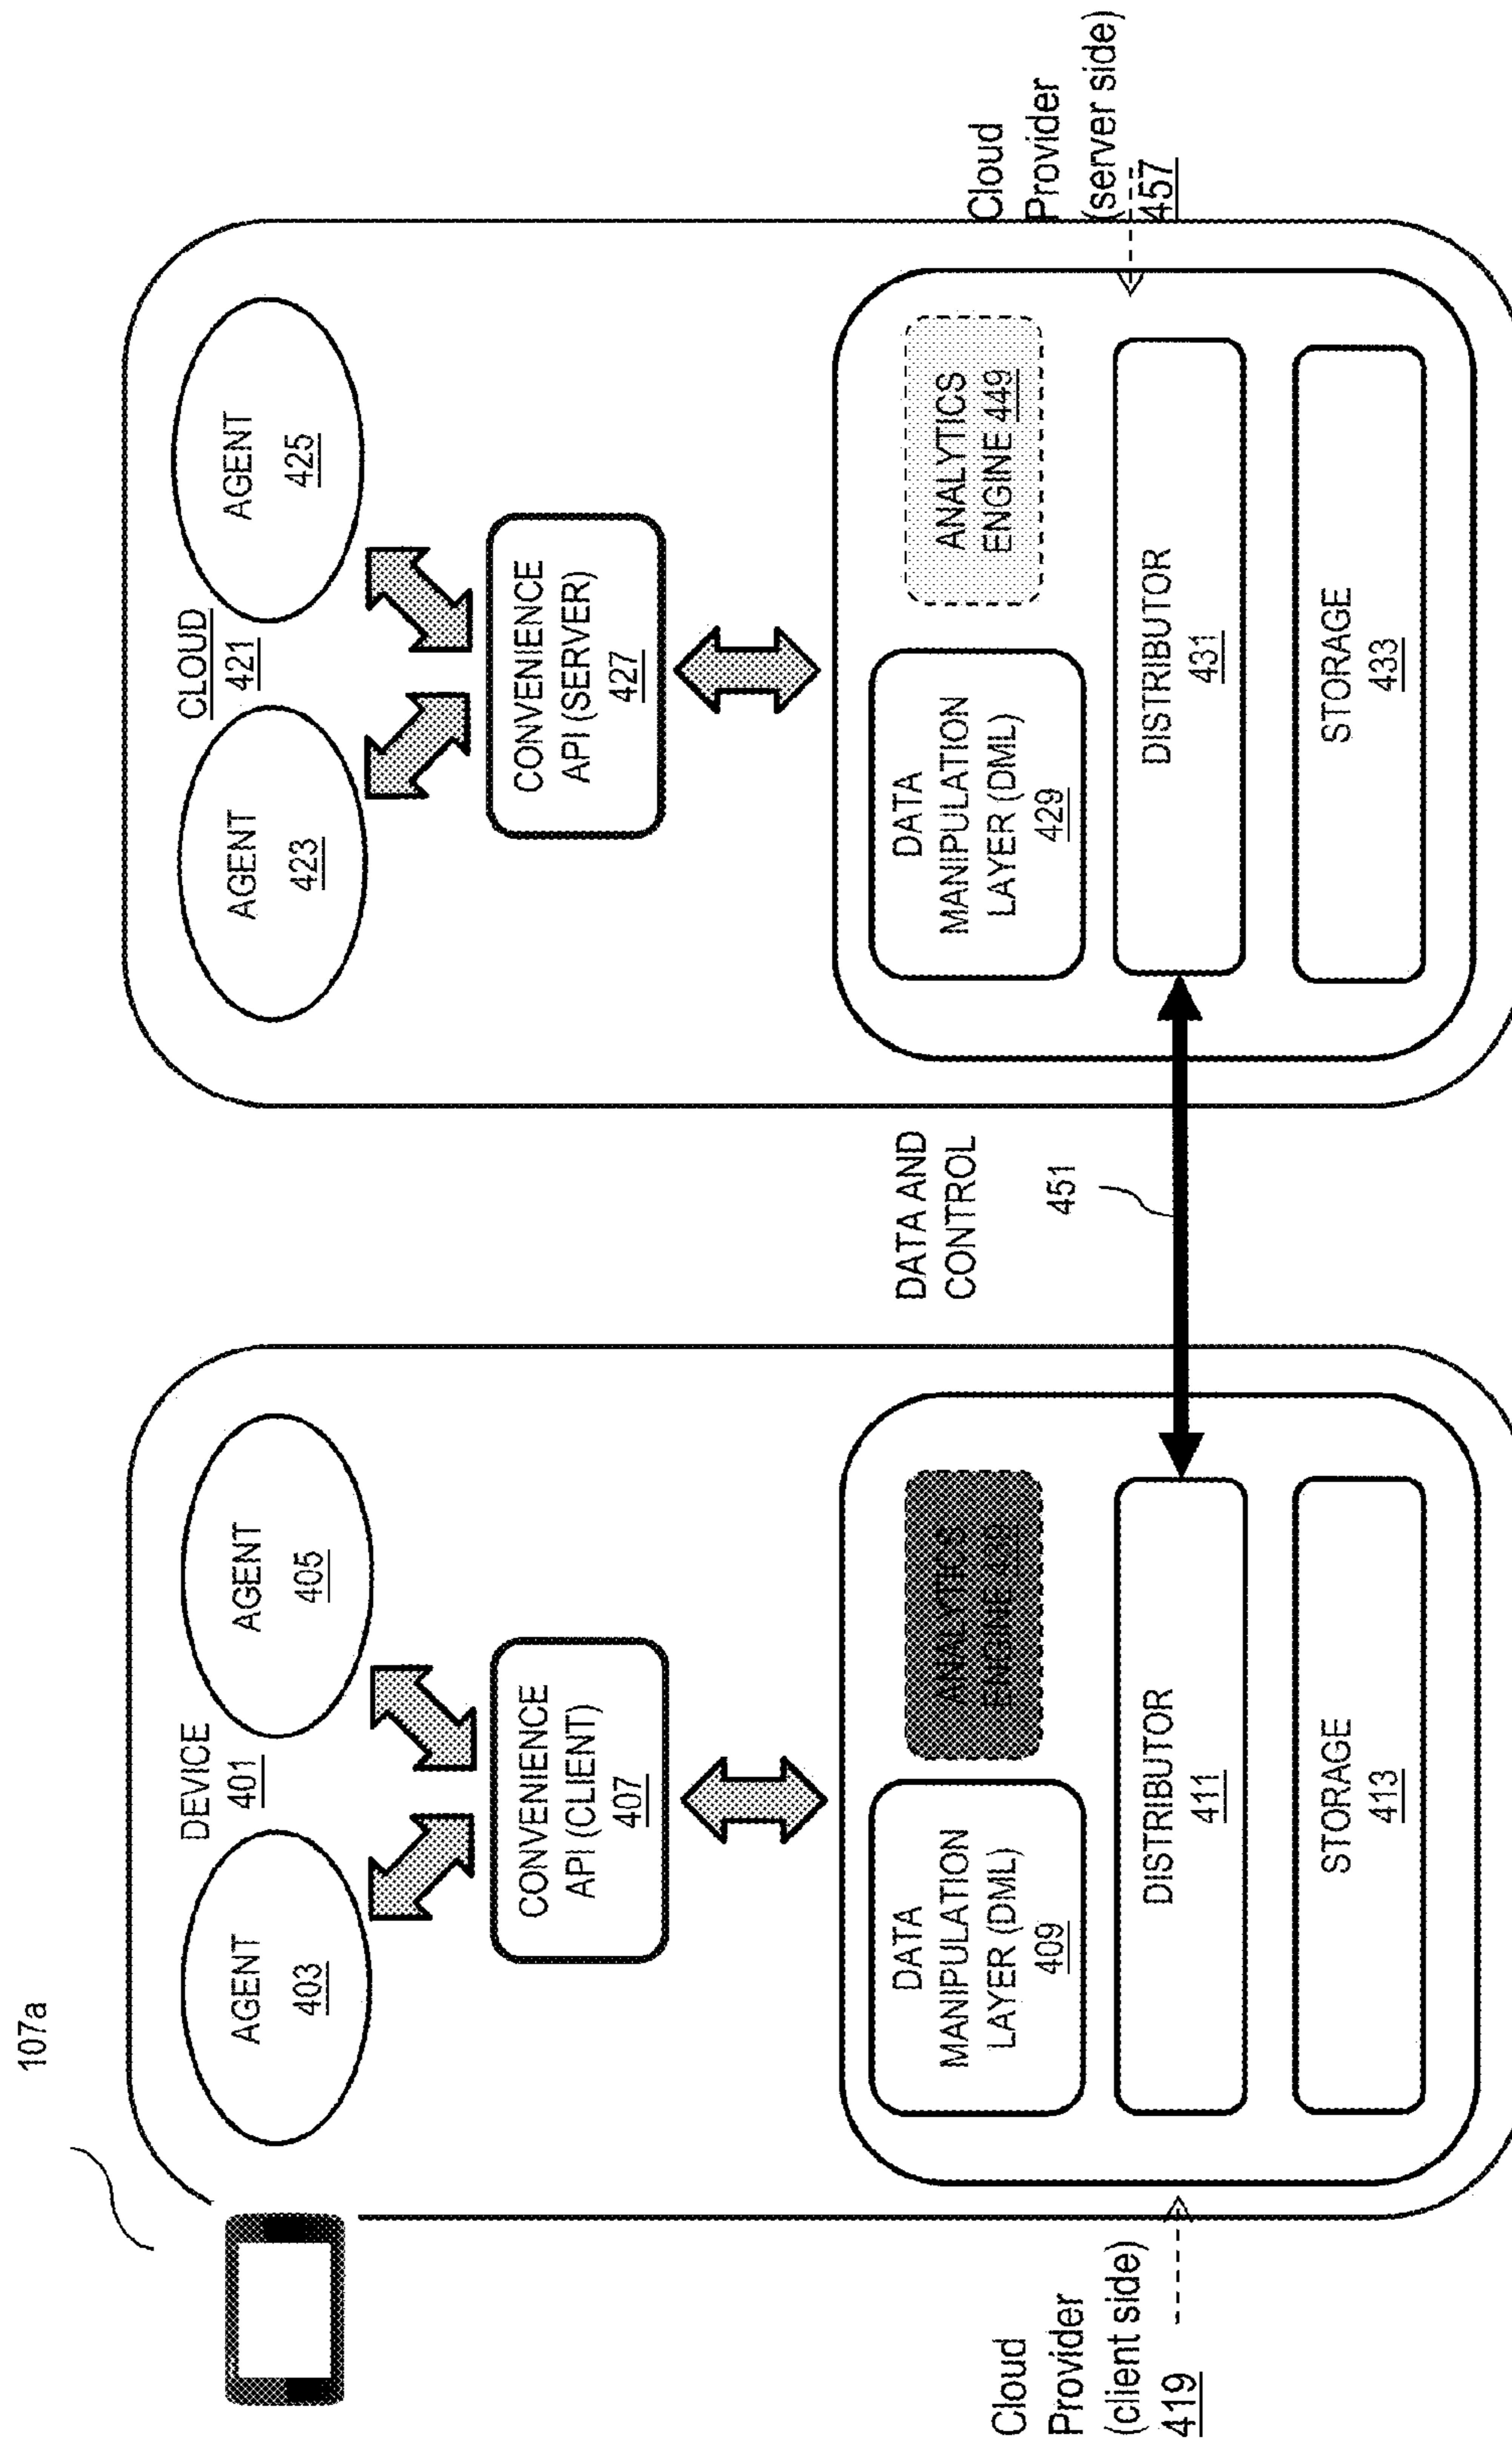 107a
DEVICE
401
AGENT
403
AGENT
405
CONVENIENCE
API (CLIENT)
407
DATA
MANIPULATION
LAYER (DML)
409
ANALYTICS
ENGINE
DISTRIBUTOR
411
STORAGE
413
Cloud
Provider
(client side)
419
DATA AND
CONTROL
451
CLOUD
421
AGENT
423
AGENT
425
CONVENIENCE
API (SERVER)
427
DATA
MANIPULATION
LAYER (DML)
429
ANALYTICS
ENGINE 449
DISTRIBUTOR
431
STORAGE
433
Cloud
Provider
(server side)
457